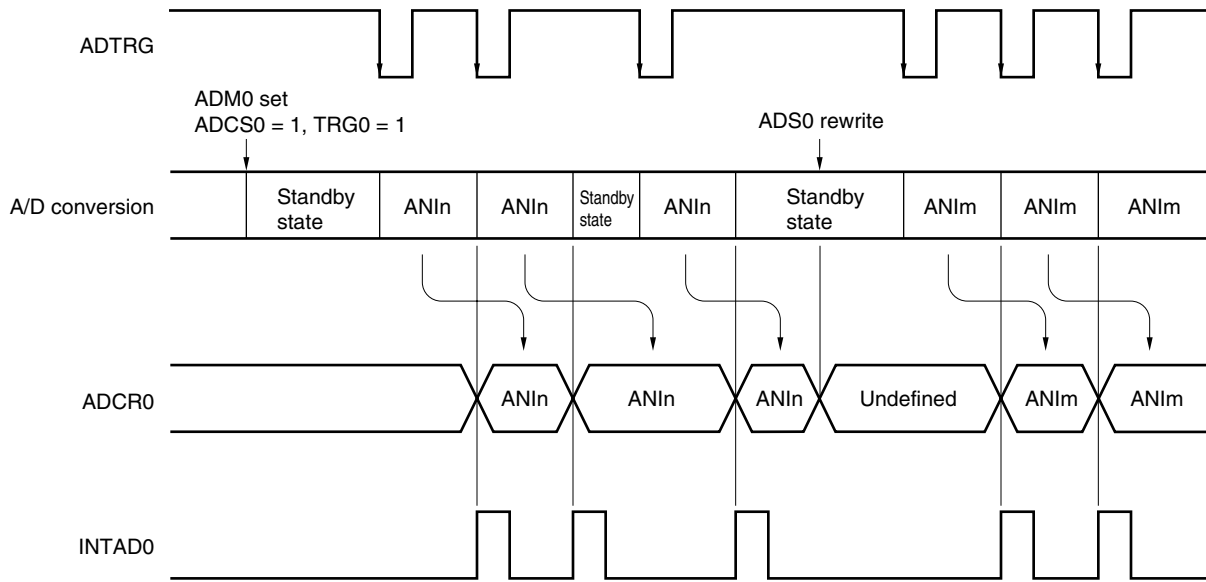 ADTRG
ADM0 set
ADCS0 = 1, TRG0 = 1
ADS0 rewrite
A/D conversion
Standby
state
ANIn
ANIn
Standby
state
ANIn
Standby
state
ANIm
ANIm
ANIm
ADCR0
ANIn
ANIn
ANIn
Undefined
ANIm
ANIm
INTAD0